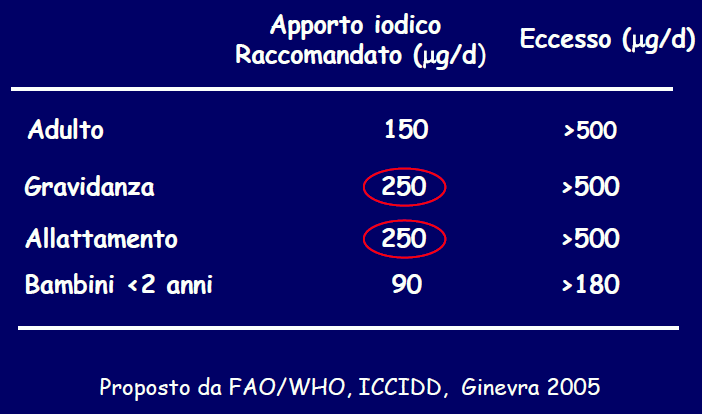 Apporto iodico
Raccomandato (μg/d) Eccesso (μg/d)
Adulto 150 >500
Gravidanza 250 >500
Allattamento 250 >500
Bambini <2 anni 90 >180
Proposto da FAO/WHO, ICCIDD, Ginevra 2005